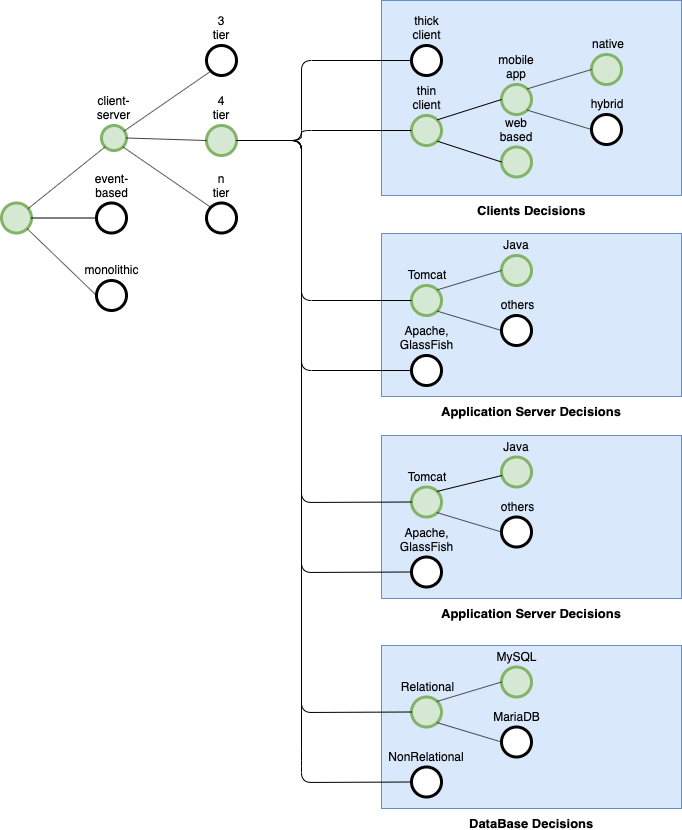 3
tier
client-
server
4
tier
event-
based
n
tier
monolithic
thick
client
thin
client
mobile
app
native
hybrid
web
based
Clients Decisions
Tomcat
Java
others
Apache,
GlassFish
Application Server Decisions
Tomcat
Java
others
Apache,
GlassFish
Application Server Decisions
Relational
MySQL
MariaDB
NonRelational
DataBase Decisions